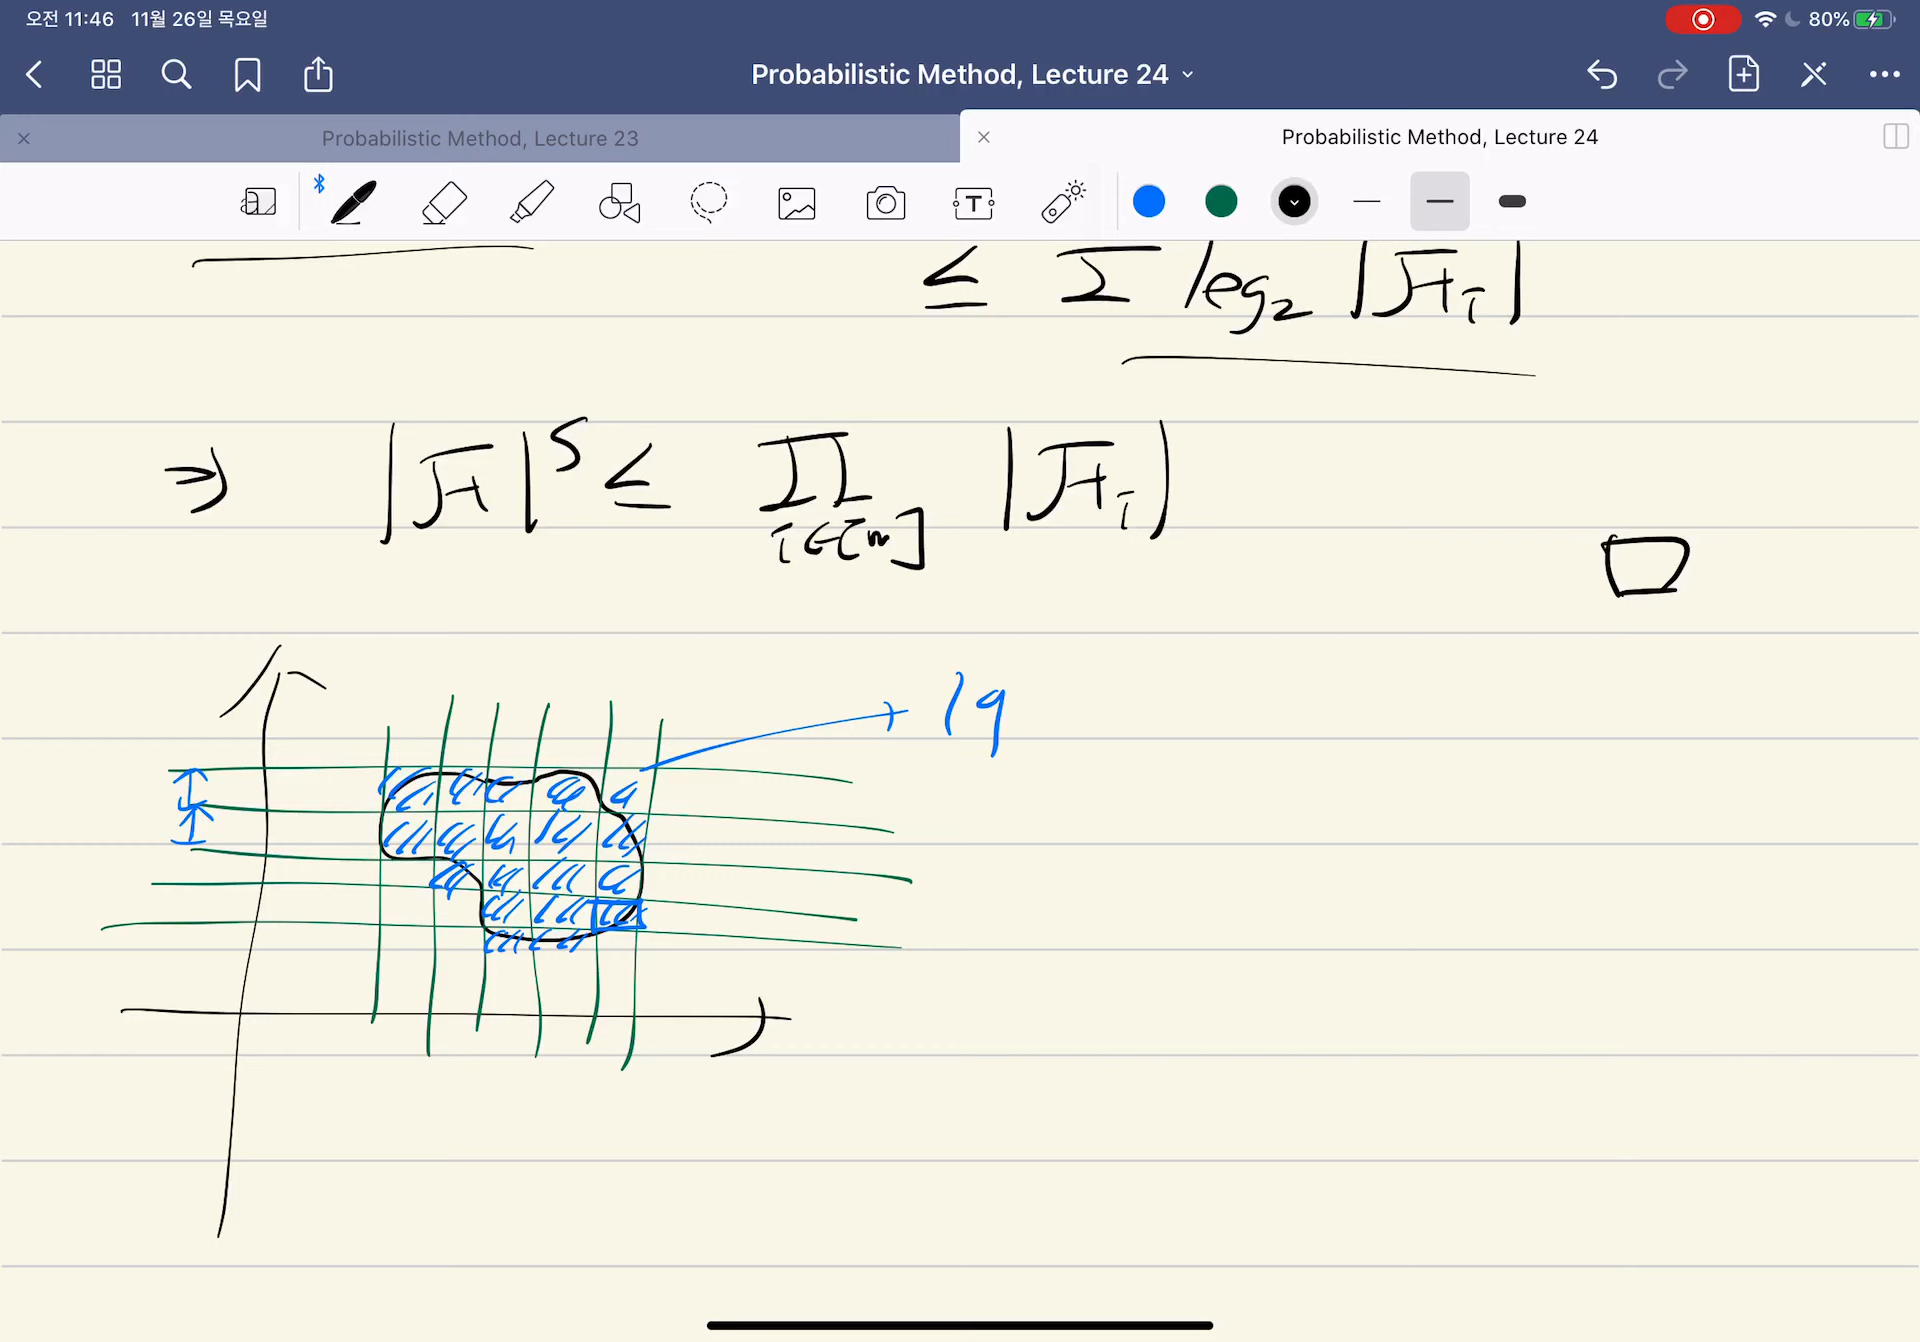 오전 11:46 11월 26일 목요일 80%
Probabilistic Method, Lecture 24
Probabilistic Method, Lecture 23
Probabilistic Method, Lecture 24
≤ Σ log₂ |𝓕ᵢ|
⇒ |𝓕|ˢ ≤ ∏ |𝓕ᵢ|
i∈[m]
□
19